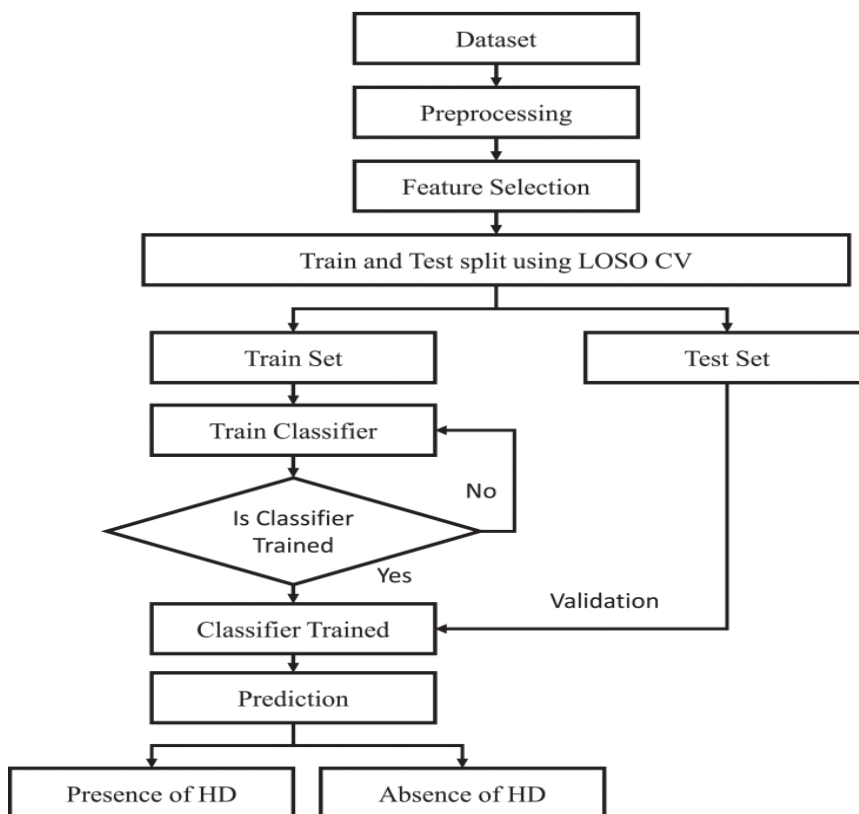 Dataset
Preprocessing
Feature Selection
Train and Test split using LOSO CV
Train Set
Test Set
Train Classifier
No
Is Classifier
Trained
Yes
Validation
Classifier Trained
Prediction
Presence of HD
Absence of HD